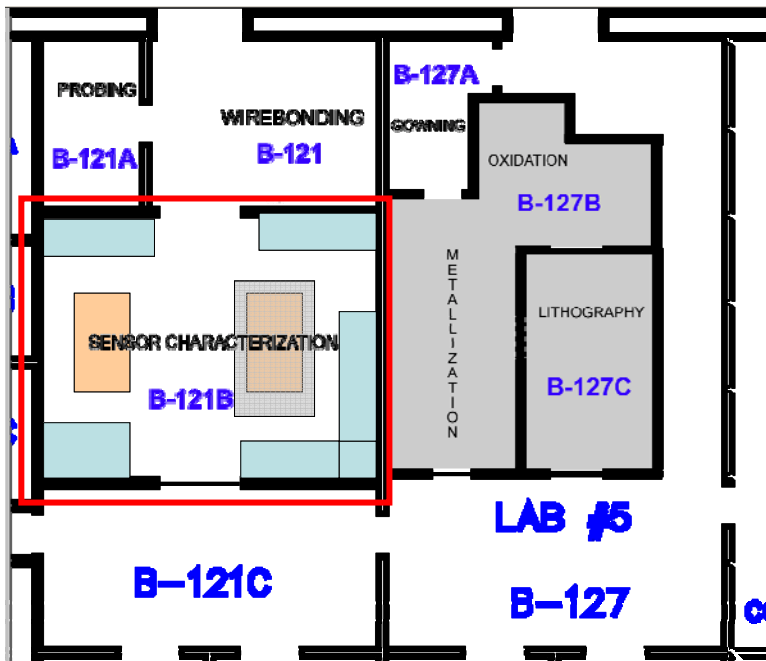 PROBING
B-121A
WIREBONDING
B-121
B-127A
GOWNING
OXIDATION
B-127B
METALLIZATION
LITHOGRAPHY
B-127C
SENSOR CHARACTERIZATION
B-121B
LAB #5
B-121C
B-127